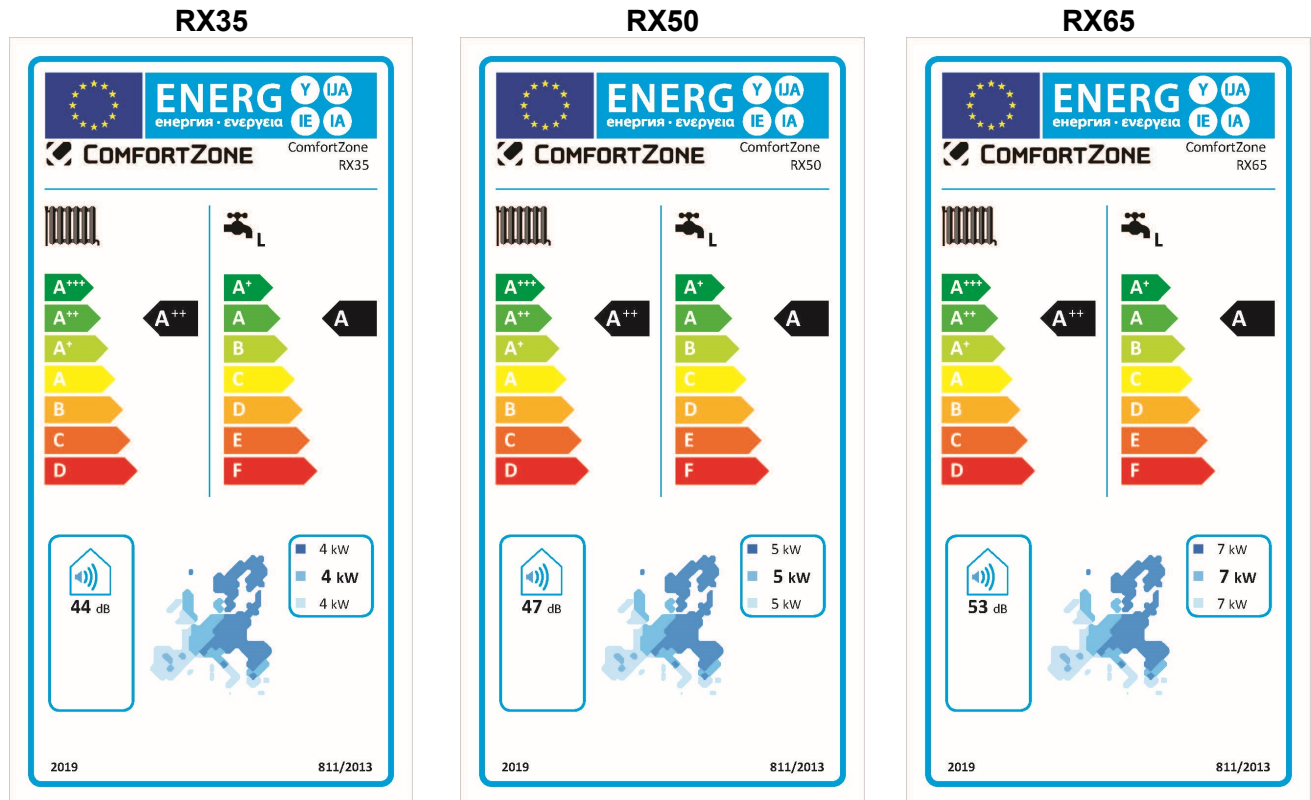 RX35
ENERG Y IJA
енергия · ενεργεια IE IA
COMFORTZONE
ComfortZone
RX35
L
A+++
A++
A+
A
B
C
D
A++
A+
A
B
C
D
E
F
A
44 dB
4 kW
4 kW
4 kW
2019
811/2013
RX50
ENERG Y IJA
енергия · ενεργεια IE IA
COMFORTZONE
ComfortZone
RX50
L
A+++
A++
A+
A
B
C
D
A++
A+
A
B
C
D
E
F
A
47 dB
5 kW
5 kW
5 kW
2019
811/2013
RX65
ENERG Y IJA
енергия · ενεργεια IE IA
COMFORTZONE
ComfortZone
RX65
L
A+++
A++
A+
A
B
C
D
A++
A+
A
B
C
D
E
F
A
53 dB
7 kW
7 kW
7 kW
2019
811/2013